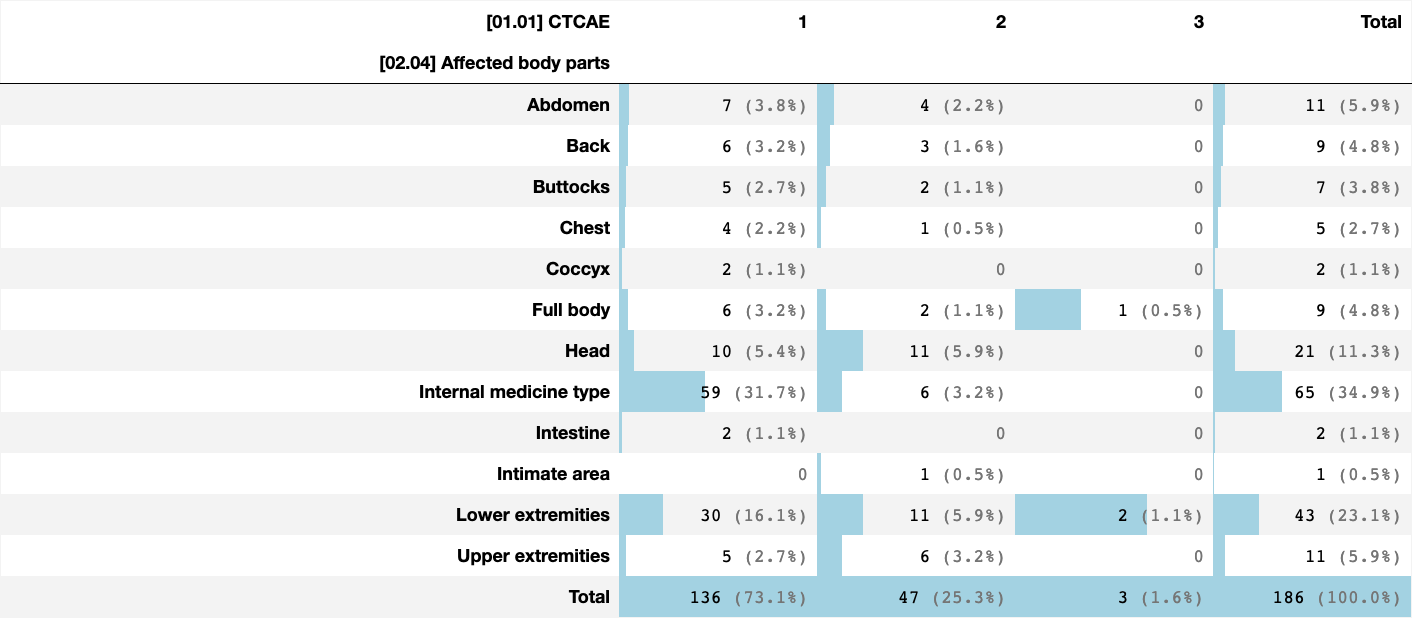 [01.01] CTCAE 1 2 3 Total
[02.04] Affected body parts
Abdomen 7 (3.8%) 4 (2.2%) 0 11 (5.9%)
Back 6 (3.2%) 3 (1.6%) 0 9 (4.8%)
Buttocks 5 (2.7%) 2 (1.1%) 0 7 (3.8%)
Chest 4 (2.2%) 1 (0.5%) 0 5 (2.7%)
Coccyx 2 (1.1%) 0 0 2 (1.1%)
Full body 6 (3.2%) 2 (1.1%) 1 (0.5%) 9 (4.8%)
Head 10 (5.4%) 11 (5.9%) 0 21 (11.3%)
Internal medicine type 59 (31.7%) 6 (3.2%) 0 65 (34.9%)
Intestine 2 (1.1%) 0 0 2 (1.1%)
Intimate area 0 1 (0.5%) 0 1 (0.5%)
Lower extremities 30 (16.1%) 11 (5.9%) 2 (1.1%) 43 (23.1%)
Upper extremities 5 (2.7%) 6 (3.2%) 0 11 (5.9%)
Total 136 (73.1%) 47 (25.3%) 3 (1.6%) 186 (100.0%)